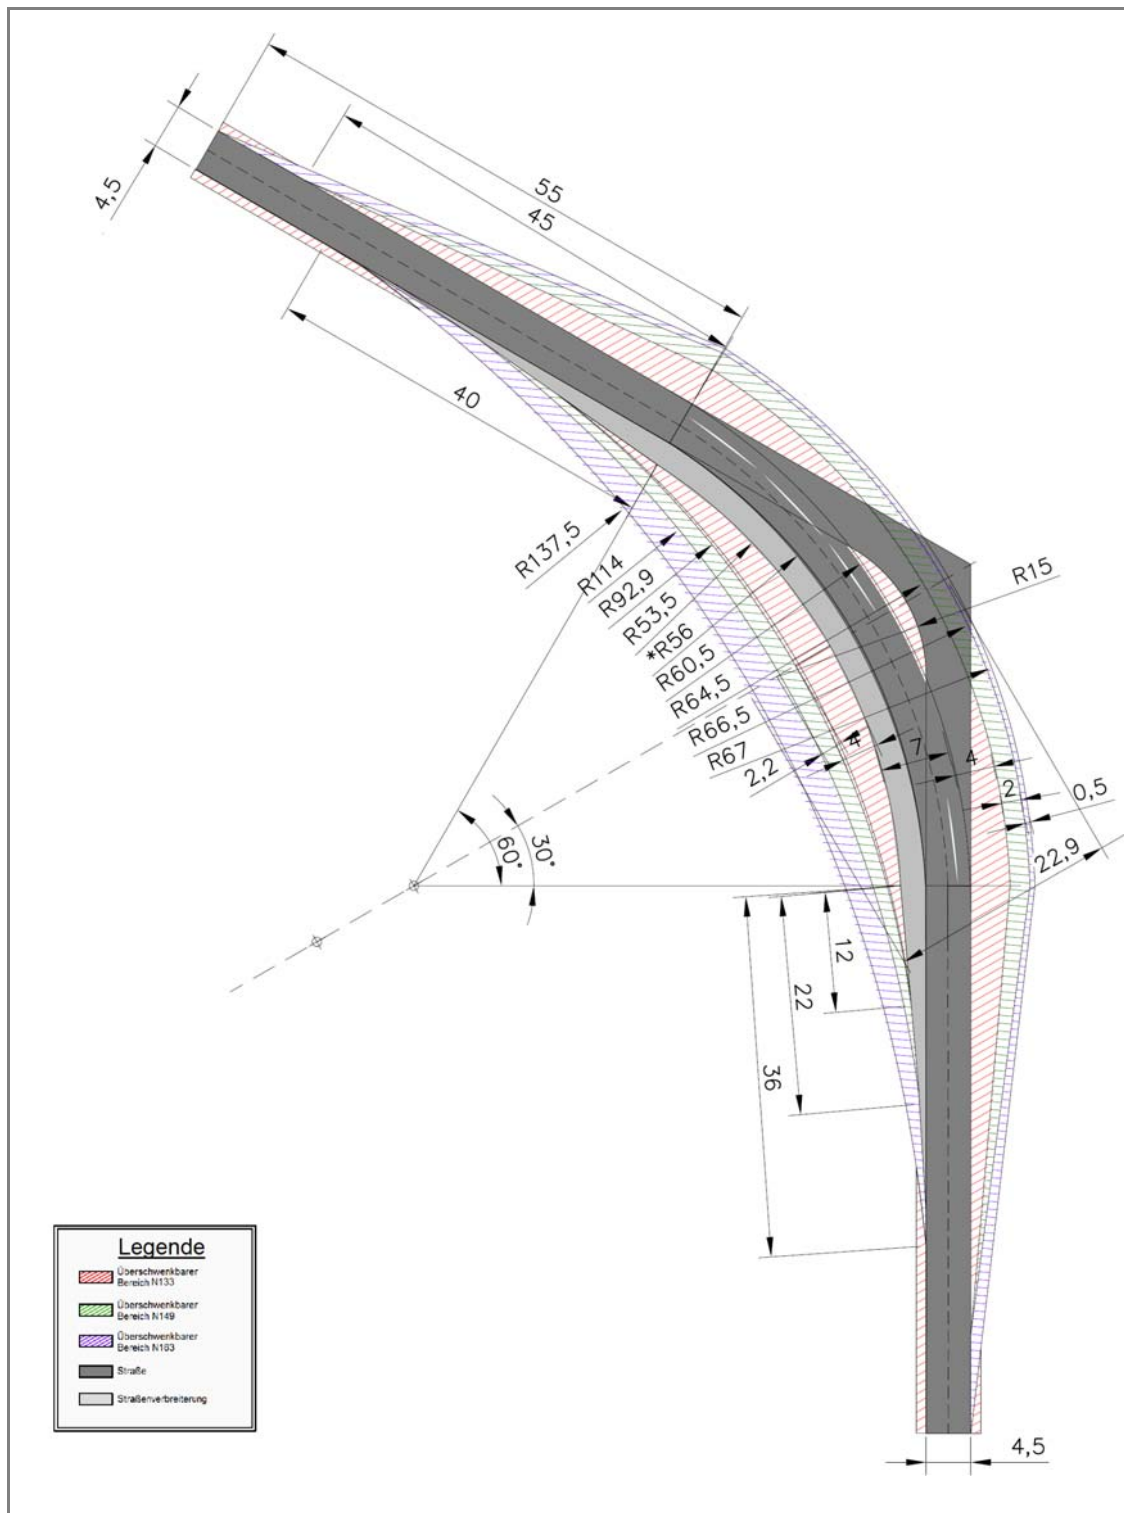 55
45
4,5
40
R137,5
R114
R92,9
R53,5
*R56
R60,5
R64,5
R66,5
R67
R15
2,2
4
7
4
2
0,5
22,9
60°
30°
12
22
36
4,5
Legende
Überschwenkbarer
Bereich N133
Überschwenkbarer
Bereich N149
Überschwenkbarer
Bereich N163
Straße
Straßenverbreiterung